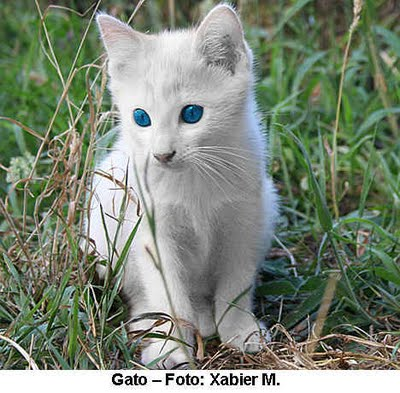 Gato – Foto: Xabier M.